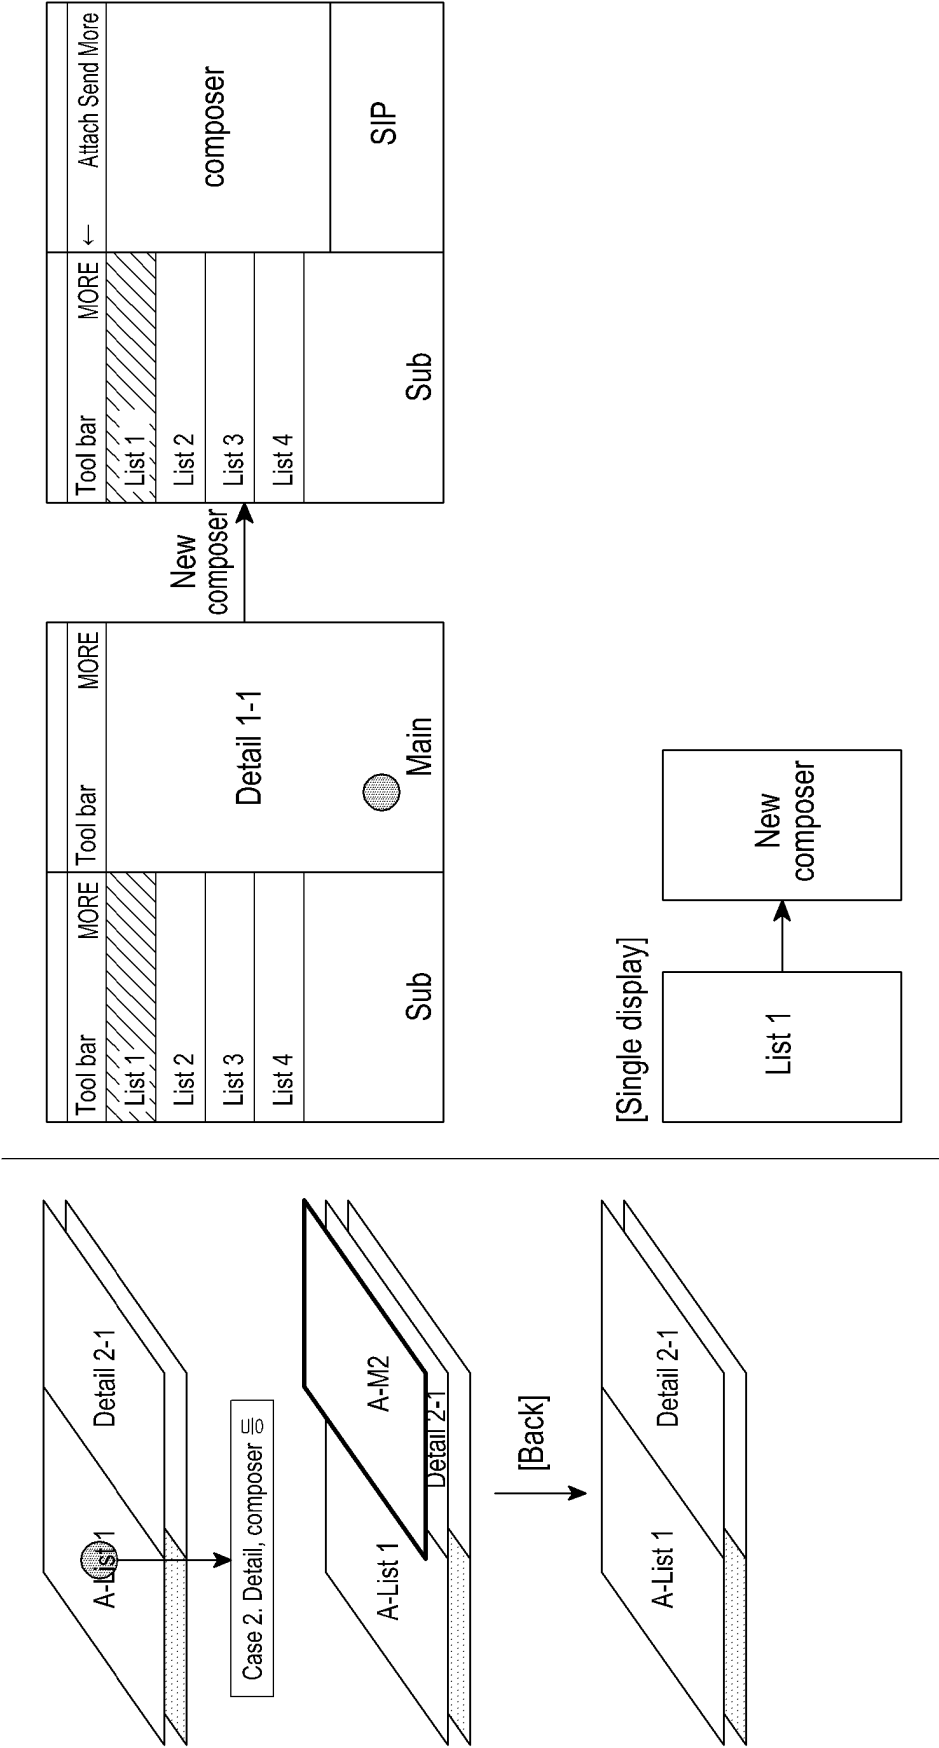 A-List 1
Detail 2-1
Case 2. Detail, composer 등
A-List 1
A-M2
Detail 2-1
[Back]
A-List 1
Detail 2-1
Tool bar MORE
List 1
List 2
List 3
List 4
Sub
Tool bar MORE
Detail 1-1
Main
New
composer
Tool bar MORE
List 1
List 2
List 3
List 4
Sub
← Attach Send More
composer
SIP
[Single display]
List 1
New
composer